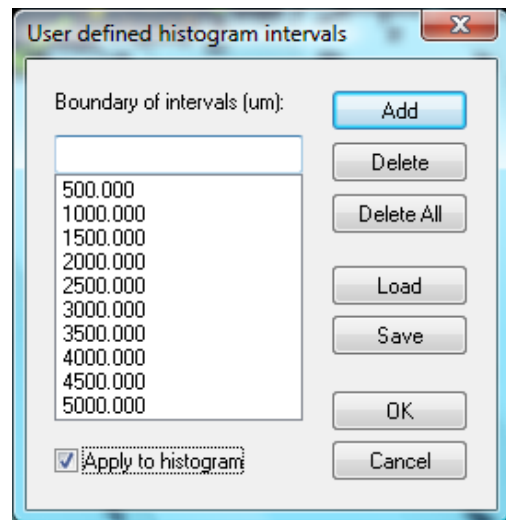 User defined histogram intervals
Boundary of intervals (um):
500.000
1000.000
1500.000
2000.000
2500.000
3000.000
3500.000
4000.000
4500.000
5000.000
Apply to histogram
Add
Delete
Delete All
Load
Save
OK
Cancel